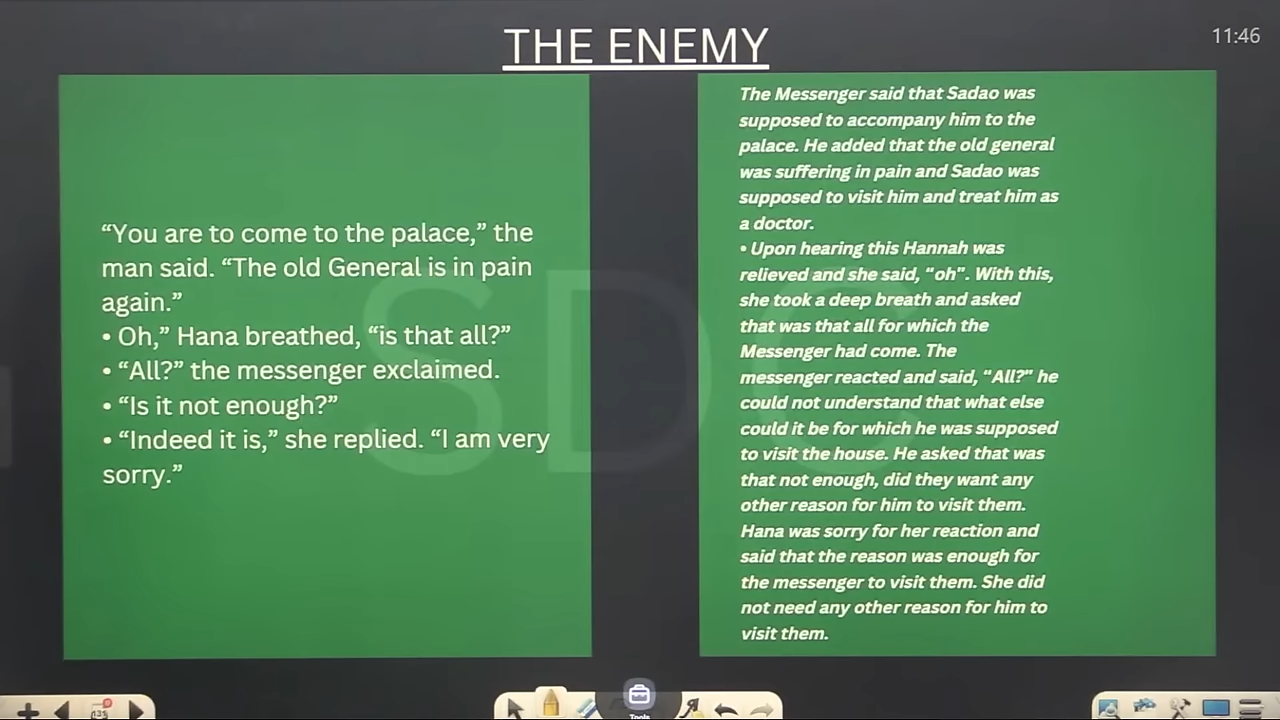 THE ENEMY
11:46
“You are to come to the palace,” the
man said. “The old General is in pain
again.”
• Oh,” Hana breathed, “is that all?”
• “All?” the messenger exclaimed.
• “Is it not enough?”
• “Indeed it is,” she replied. “I am very
sorry.”
The Messenger said that Sadao was
supposed to accompany him to the
palace. He added that the old general
was suffering in pain and Sadao was
supposed to visit him and treat him as
a doctor.
• Upon hearing this Hannah was
relieved and she said, “oh”. With this,
she took a deep breath and asked
that was that all for which the
Messenger had come. The
messenger reacted and said, “All?” he
could not understand that what else
could it be for which he was supposed
to visit the house. He asked that was
that not enough, did they want any
other reason for him to visit them.
Hana was sorry for her reaction and
said that the reason was enough for
the messenger to visit them. She did
not need any other reason for him to
visit them.
SDC
135
Tools